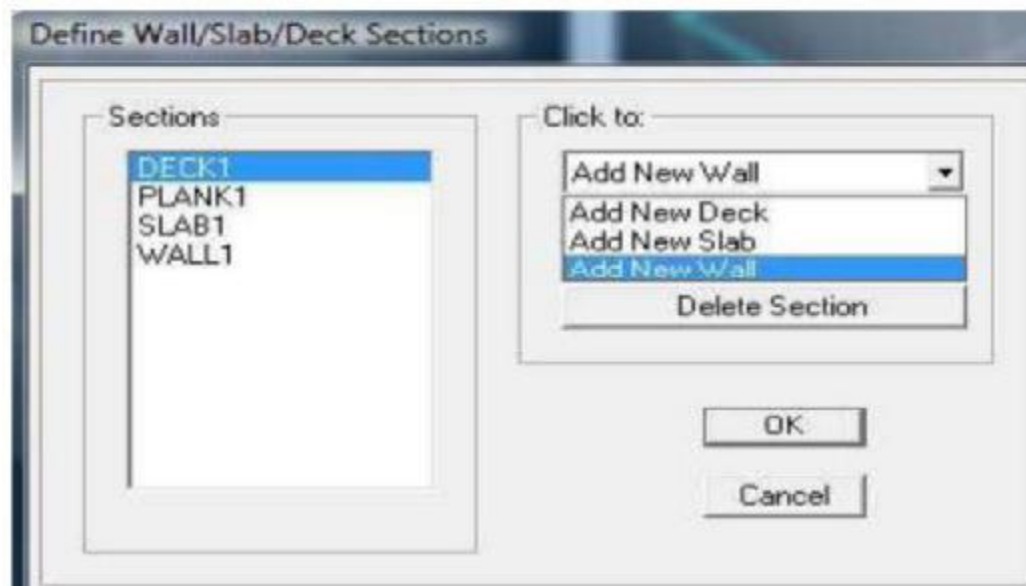 Define Wall/Slab/Deck Sections
Sections
DECK1
PLANK1
SLAB1
WALL1
Click to:
Add New Wall
Add New Deck
Add New Slab
Add New Wall
Delete Section
OK
Cancel